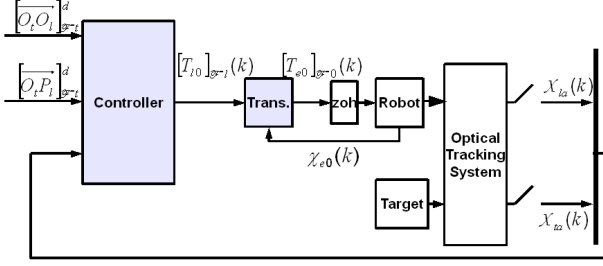 [O_tO_l]^d_{ℜ=t}
[O_tP_l]^d_{ℜ=t}
Controller
[T_{l0}]_{ℜ=l}(k)
Trans.
[T_{e0}]_{ℜ=0}(k)
zoh
Robot
χ_{e0}(k)
Target
Optical
Tracking
System
X_{la}(k)
X_{ta}(k)